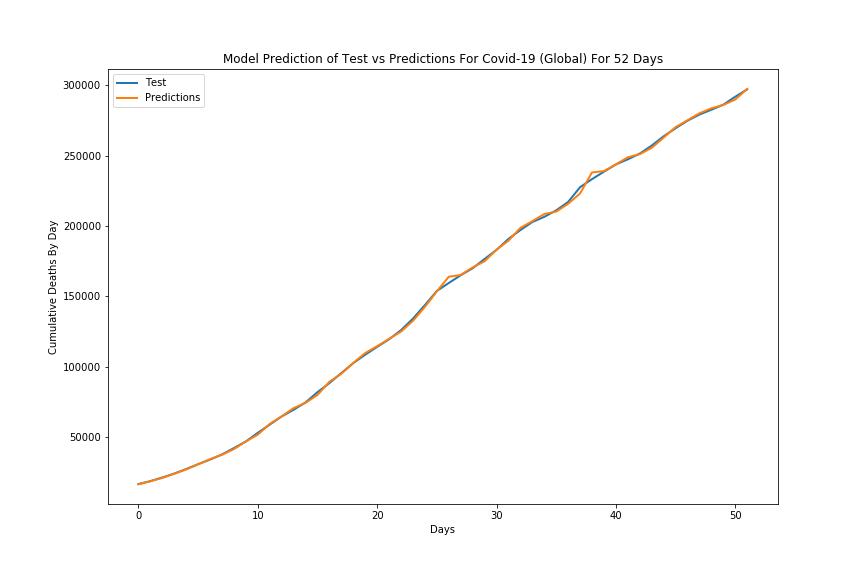 Model Prediction of Test vs Predictions For Covid-19 (Global) For 52 Days
Test
Predictions
300000
250000
200000
150000
100000
50000
Cumulative Deaths By Day
0 10 20 30 40 50
Days